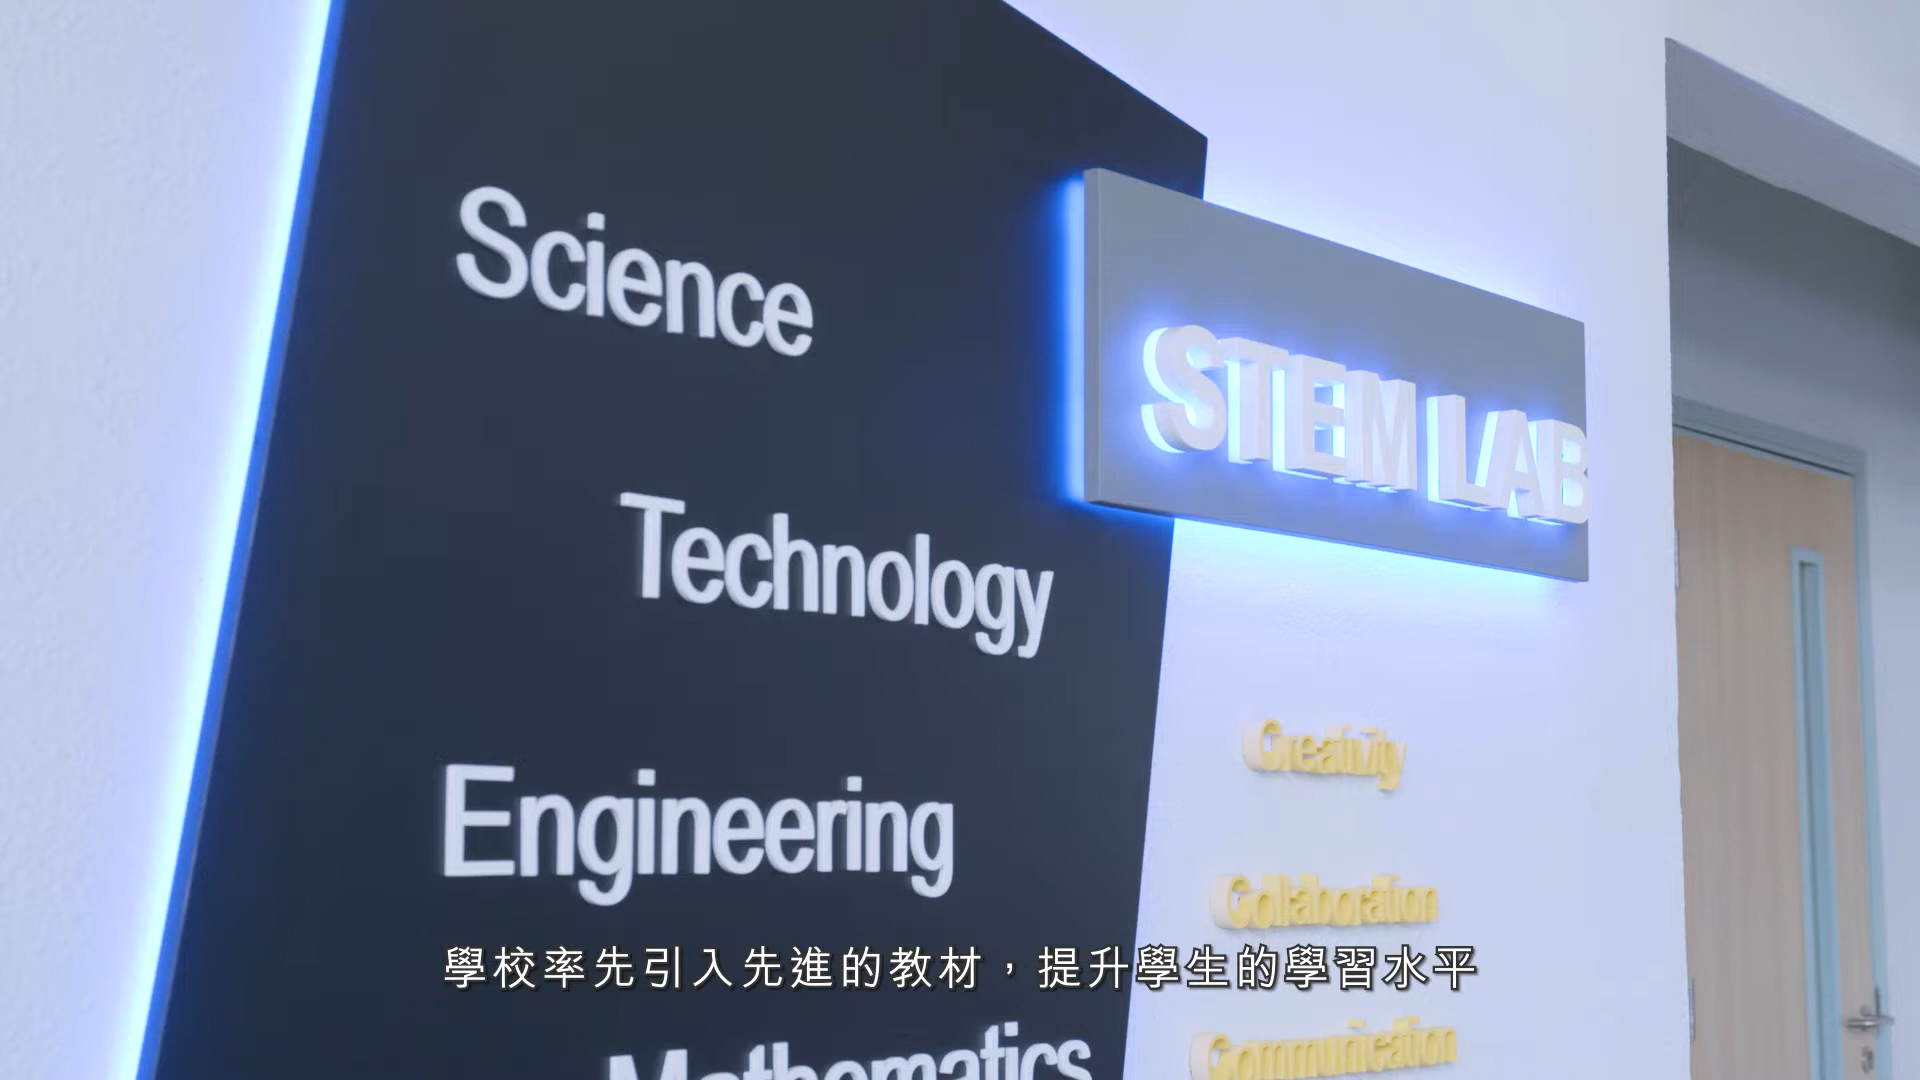 Science
STEM LAB
Technology
Creativity
Engineering
Collaboration
學校率先引入先進的教材，提升學生的學習水平
Mathematics
Communication